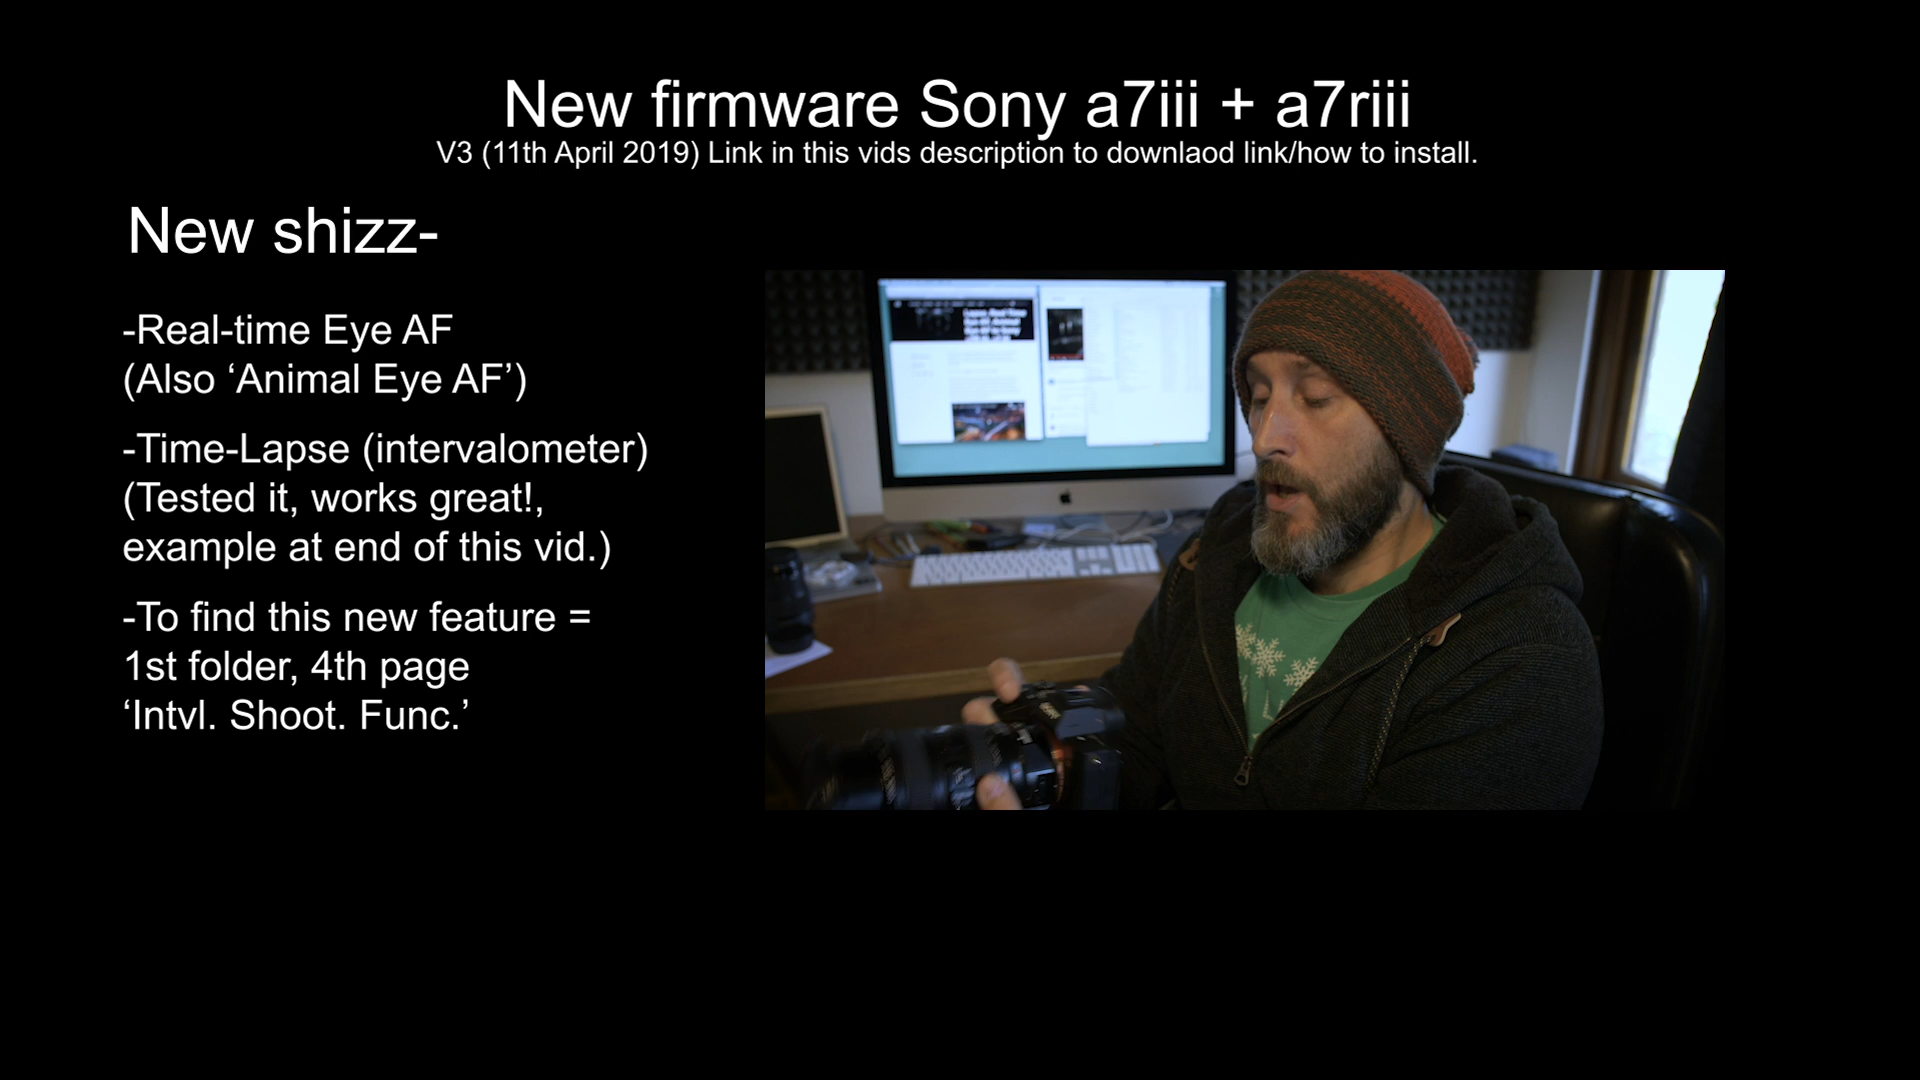 New firmware Sony a7iii + a7riii
V3 (11th April 2019) Link in this vids description to downlaod link/how to install.
New shizz-
-Real-time Eye AF
(Also ‘Animal Eye AF’)
-Time-Lapse (intervalometer)
(Tested it, works great!,
example at end of this vid.)
-To find this new feature =
1st folder, 4th page
‘Intvl. Shoot. Func.’